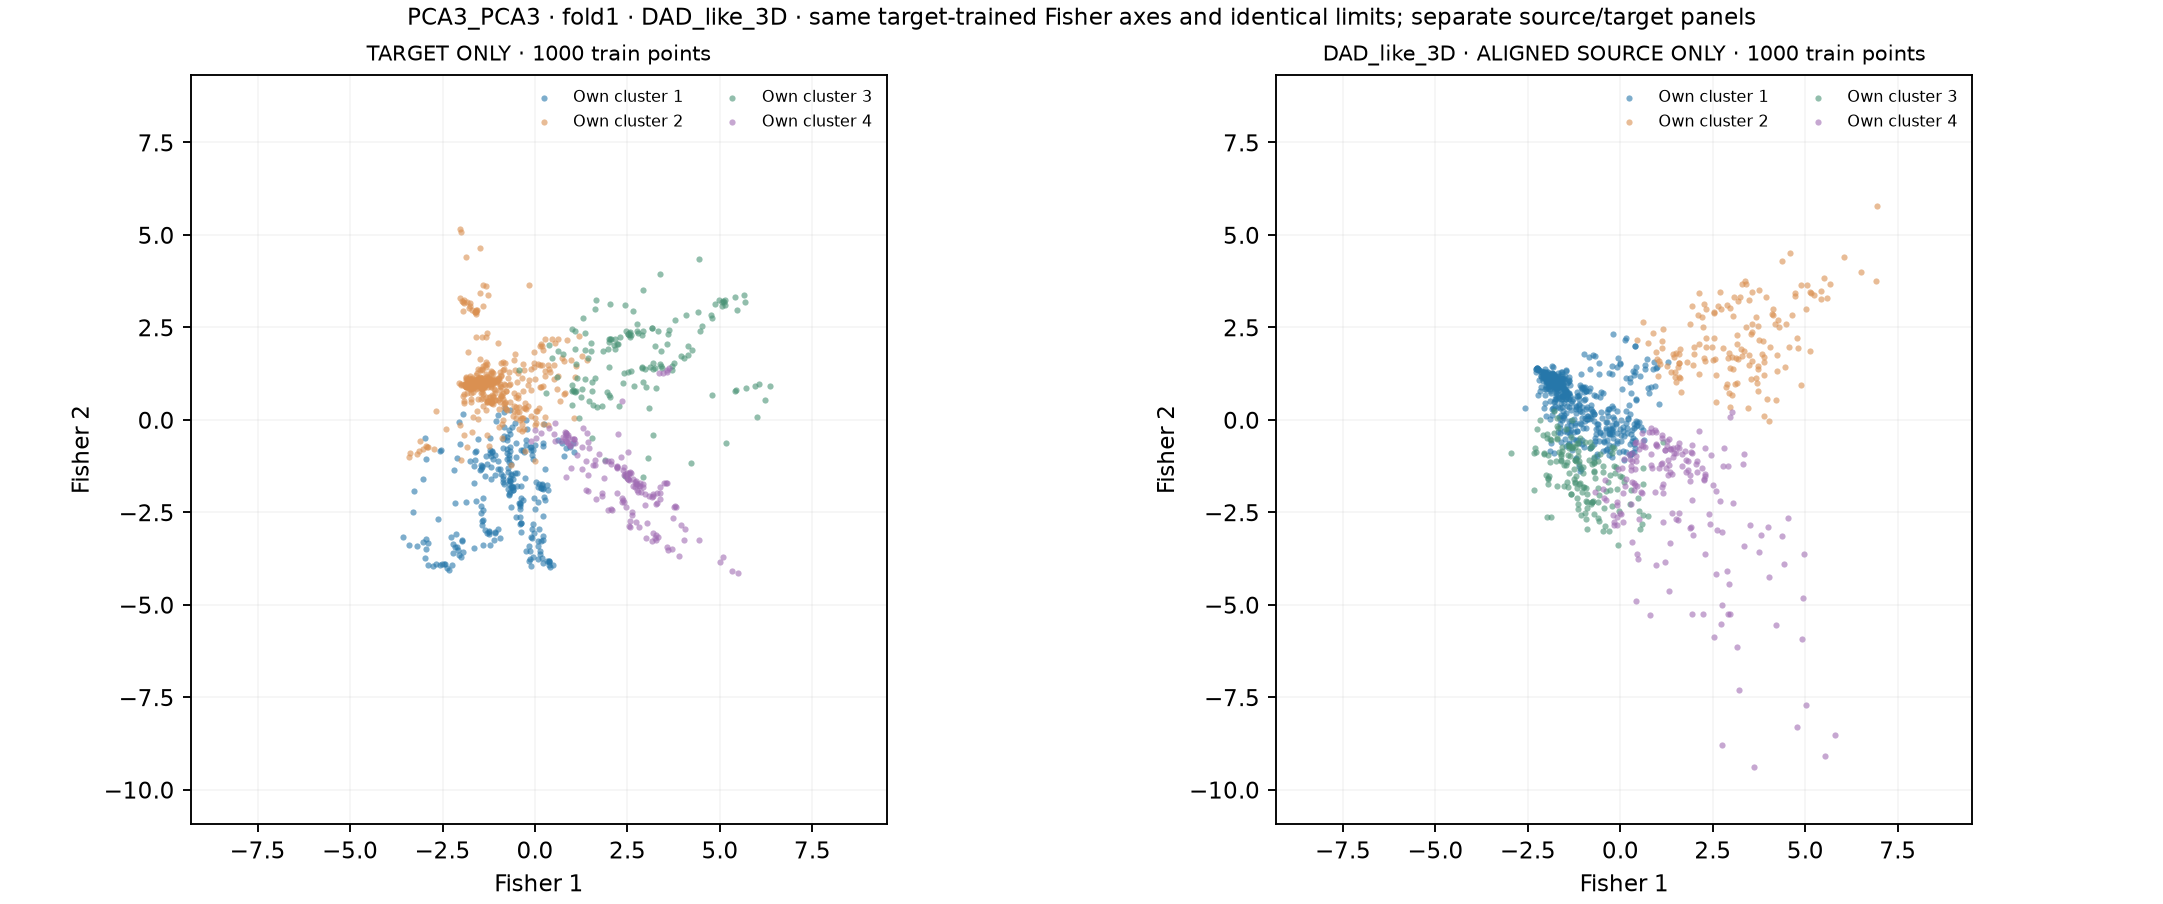 PCA3_PCA3 · fold1 · DAD_like_3D · same target-trained Fisher axes and identical limits; separate source/target panels
TARGET ONLY · 1000 train points
Own cluster 1
Own cluster 2
Own cluster 3
Own cluster 4
7.5
5.0
2.5
0.0
−2.5
−5.0
−7.5
−10.0
Fisher 2
−7.5
−5.0
−2.5
0.0
2.5
5.0
7.5
Fisher 1
DAD_like_3D · ALIGNED SOURCE ONLY · 1000 train points
Own cluster 1
Own cluster 2
Own cluster 3
Own cluster 4
7.5
5.0
2.5
0.0
−2.5
−5.0
−7.5
−10.0
Fisher 2
−7.5
−5.0
−2.5
0.0
2.5
5.0
7.5
Fisher 1